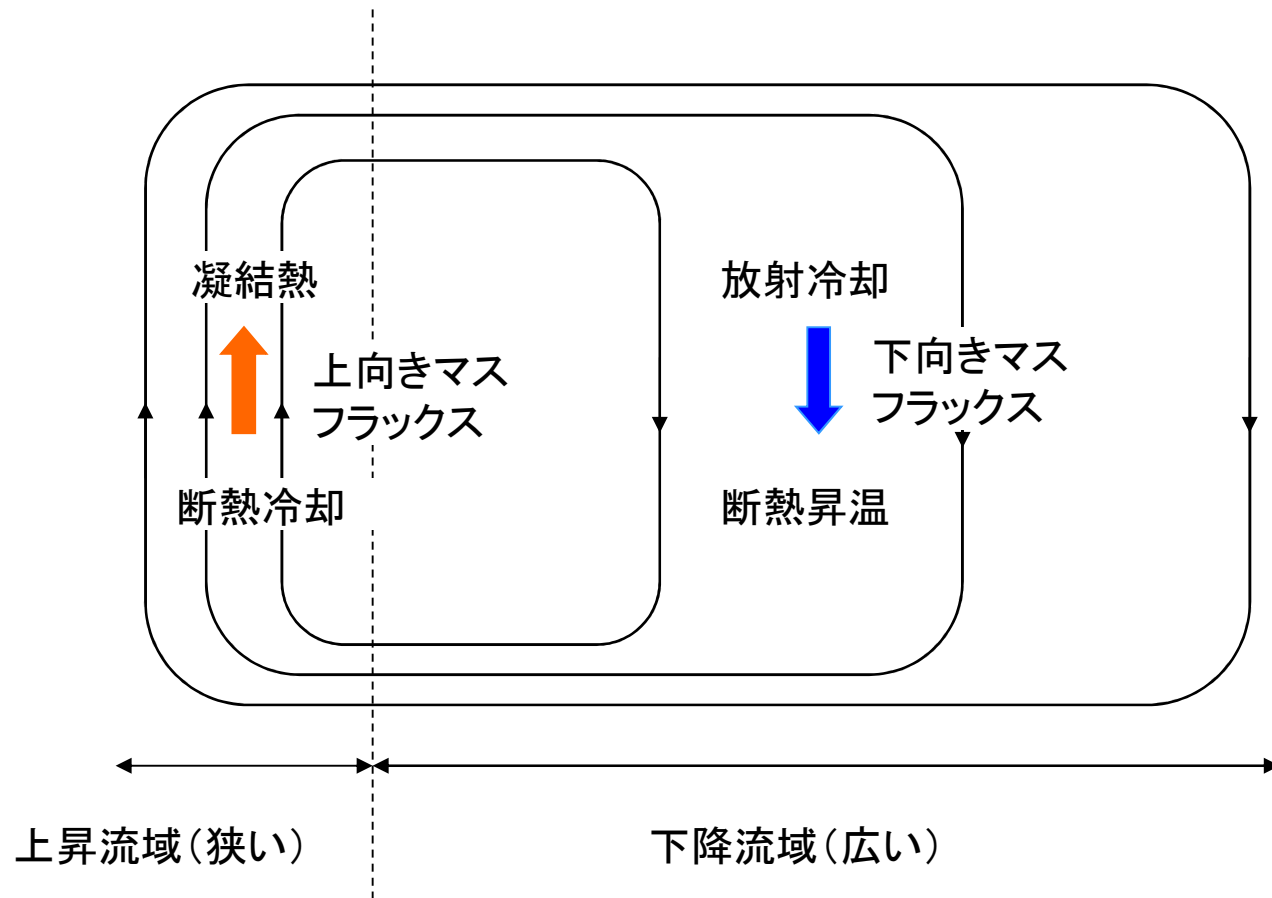 凝結熱
上向きマス
フラックス
断熱冷却
放射冷却
下向きマス
フラックス
断熱昇温
上昇流域（狭い）
下降流域（広い）